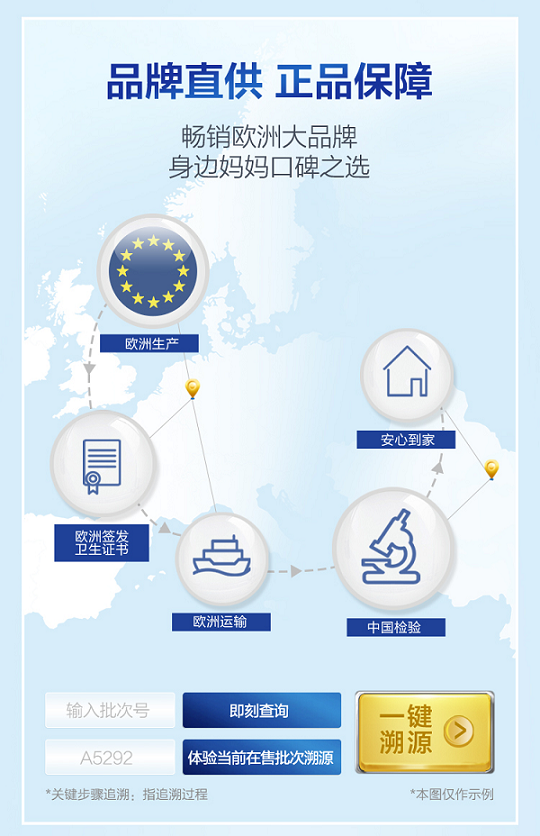 品牌直供 正品保障
畅销欧洲大品牌
身边妈妈口碑之选
欧洲生产
安心到家
欧洲签发
卫生证书
欧洲运输
中国检验
输入批次号
即刻查询
一键
溯源
A5292
体验当前在售批次溯源
*关键步骤追溯；指追溯过程
*本图仅作示例